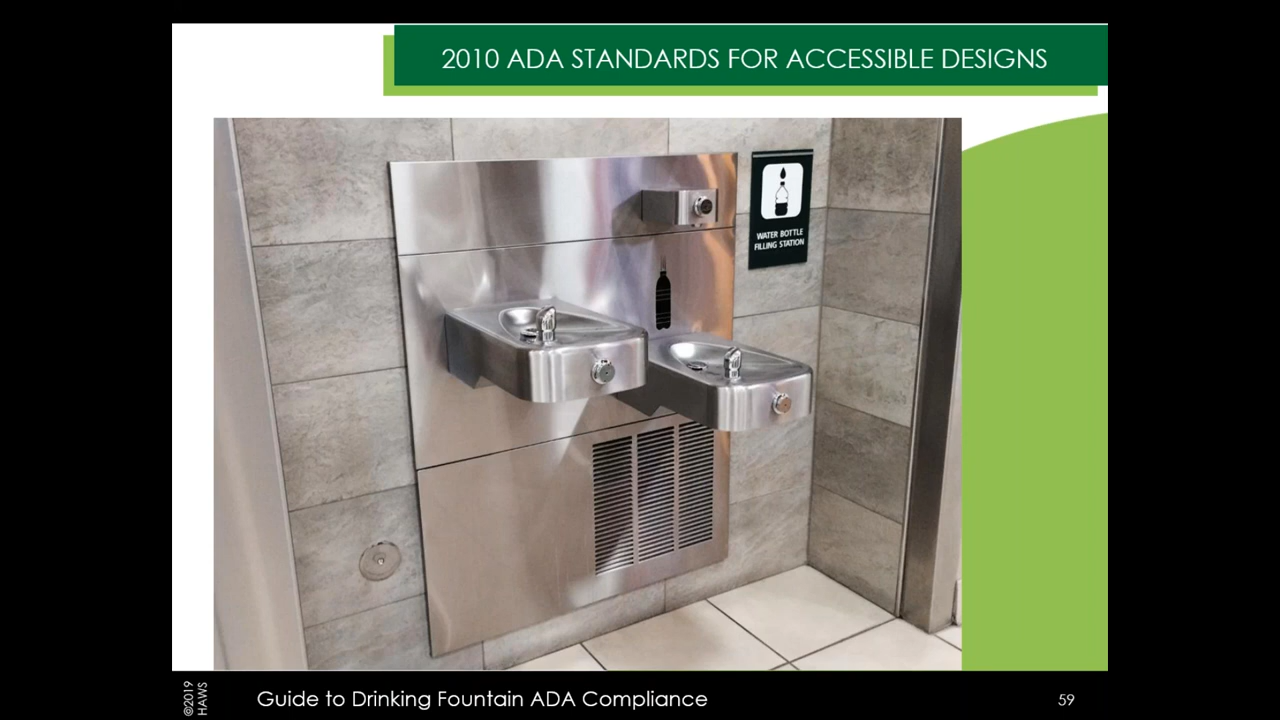 2010 ADA STANDARDS FOR ACCESSIBLE DESIGNS
WATER BOTTLE
FILLING STATION
©2019
HAWS
Guide to Drinking Fountain ADA Compliance
59